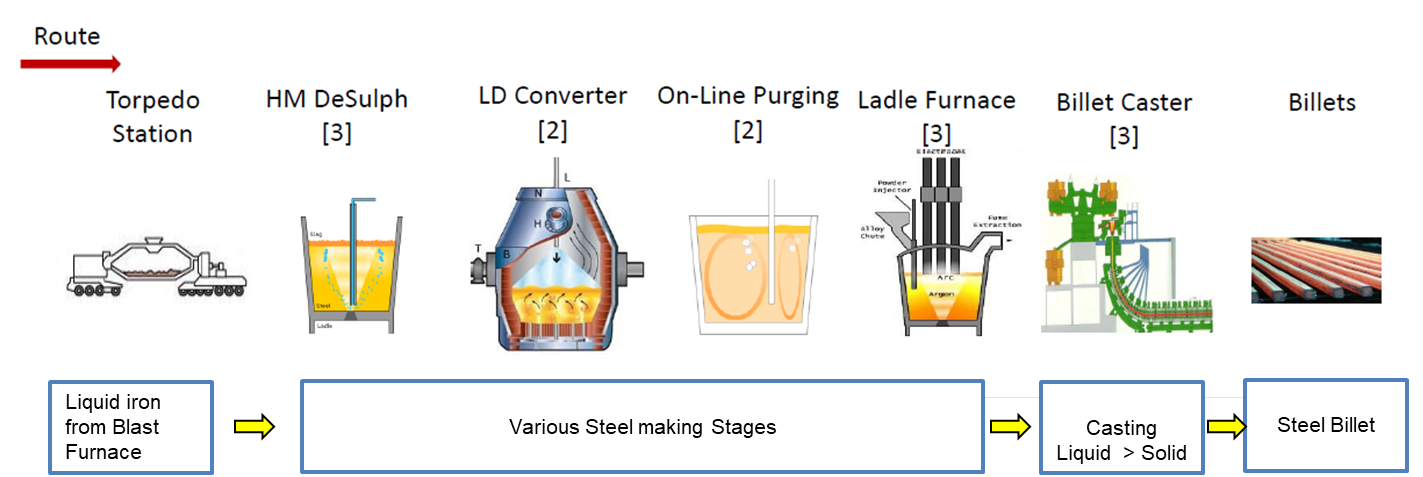 Route
Torpedo
Station
HM DeSulph
[3]
LD Converter
[2]
On-Line Purging
[2]
Ladle Furnace
[3]
Billet Caster
[3]
Billets
Slag
Steel
Ladle
L
N
H
T
B
Electrodes
Powder
Injector
Alloy
Chute
Fume
Extraction
Arc
Argon
Liquid iron
from Blast
Furnace
Various Steel making Stages
Casting
Liquid > Solid
Steel Billet